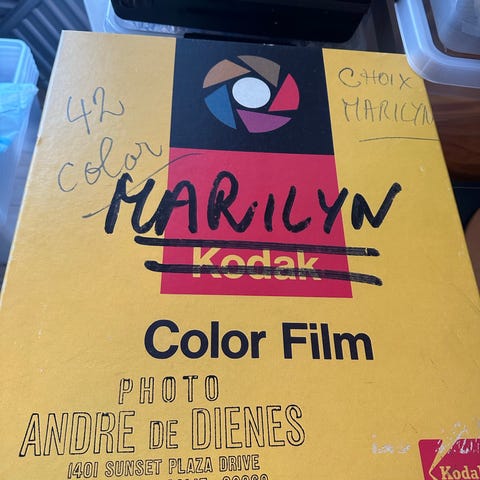 42
color
CHOIX
MARILYN
MARILYN
Kodak
Color Film
PHOTO
ANDRE DE DIENES
1401 SUNSET PLAZA DRIVE
Kodak